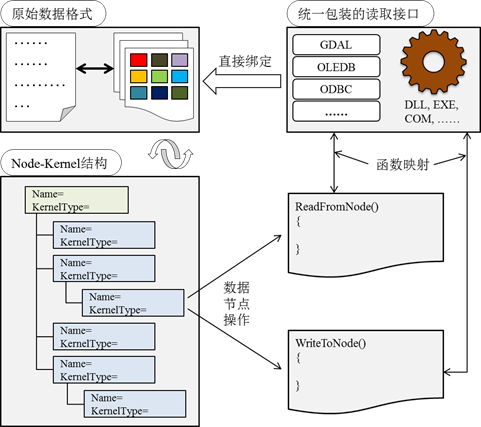 原始数据格式
统一包装的读取接口
······
······
·········
···
直接绑定
GDAL
OLEDB
ODBC
......
DLL, EXE,
COM, ……
Node-Kernel结构
函数映射
Name=
KernelType=
Name=
KernelType=
Name=
KernelType=
Name=
KernelType=
Name=
KernelType=
Name=
KernelType=
Name=
KernelType=
数据
节点
操作
ReadFromNode()
{
}
WriteToNode()
{
}